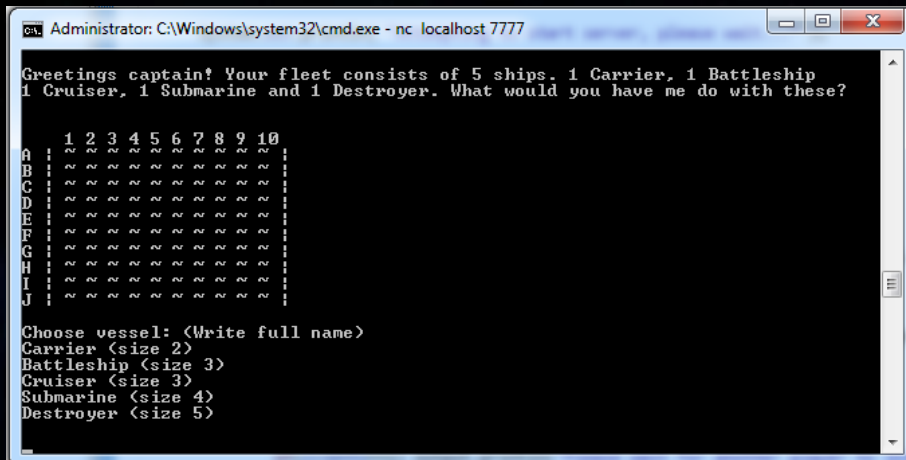 Administrator: C:\Windows\system32\cmd.exe - nc localhost 7777
Greetings captain! Your fleet consists of 5 ships. 1 Carrier, 1 Battleship
1 Cruiser, 1 Submarine and 1 Destroyer. What would you have me do with these?
1 2 3 4 5 6 7 8 9 10
A ¦ ~ ~ ~ ~ ~ ~ ~ ~ ~ ~ ¦
B ¦ ~ ~ ~ ~ ~ ~ ~ ~ ~ ~ ¦
C ¦ ~ ~ ~ ~ ~ ~ ~ ~ ~ ~ ¦
D ¦ ~ ~ ~ ~ ~ ~ ~ ~ ~ ~ ¦
E ¦ ~ ~ ~ ~ ~ ~ ~ ~ ~ ~ ¦
F ¦ ~ ~ ~ ~ ~ ~ ~ ~ ~ ~ ¦
G ¦ ~ ~ ~ ~ ~ ~ ~ ~ ~ ~ ¦
H ¦ ~ ~ ~ ~ ~ ~ ~ ~ ~ ~ ¦
I ¦ ~ ~ ~ ~ ~ ~ ~ ~ ~ ~ ¦
J ¦ ~ ~ ~ ~ ~ ~ ~ ~ ~ ~ ¦
Choose vessel: (Write full name)
Carrier (size 2)
Battleship (size 3)
Cruiser (size 3)
Submarine (size 4)
Destroyer (size 5)